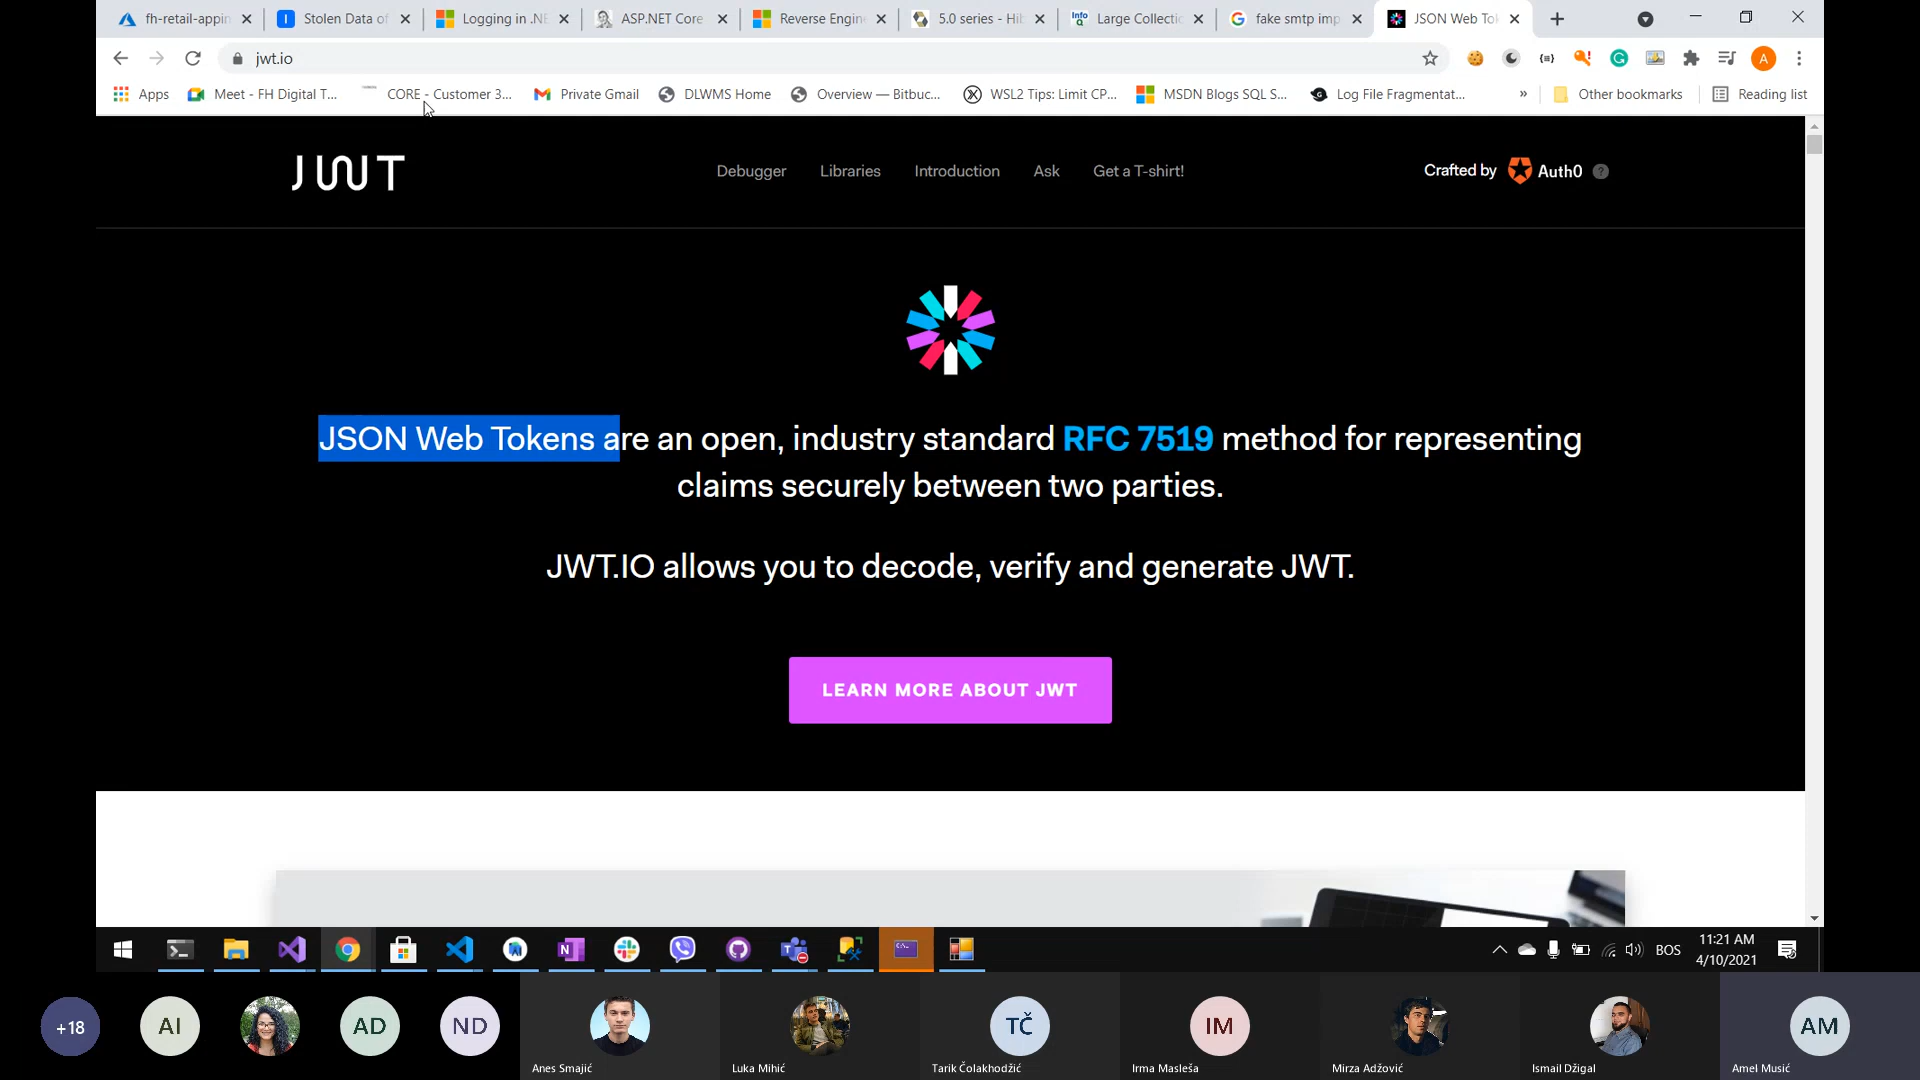 fh-retail-appin
Stolen Data of
Logging in .NE
ASP.NET Core
Reverse Engin
5.0 series - Hib
Large Collectio
fake smtp imp
JSON Web Tok
jwt.io
A
Apps
Meet - FH Digital T...
CORE - Customer 3...
Private Gmail
DLWMS Home
Overview — Bitbuc...
WSL2 Tips: Limit CP...
MSDN Blogs SQL S...
Log File Fragmentat...
»
Other bookmarks
Reading list
JWT
Debugger
Libraries
Introduction
Ask
Get a T-shirt!
Crafted by Auth0 ?
JSON Web Tokens are an open, industry standard RFC 7519 method for representing
claims securely between two parties.
JWT.IO allows you to decode, verify and generate JWT.
LEARN MORE ABOUT JWT
BOS
11:21 AM
4/10/2021
+18
AI
AD
ND
TČ
IM
AM
Anes Smajić
Luka Mihić
Tarik Čolakhodžić
Irma Masleša
Mirza Adžović
Ismail Džigal
Amel Musić